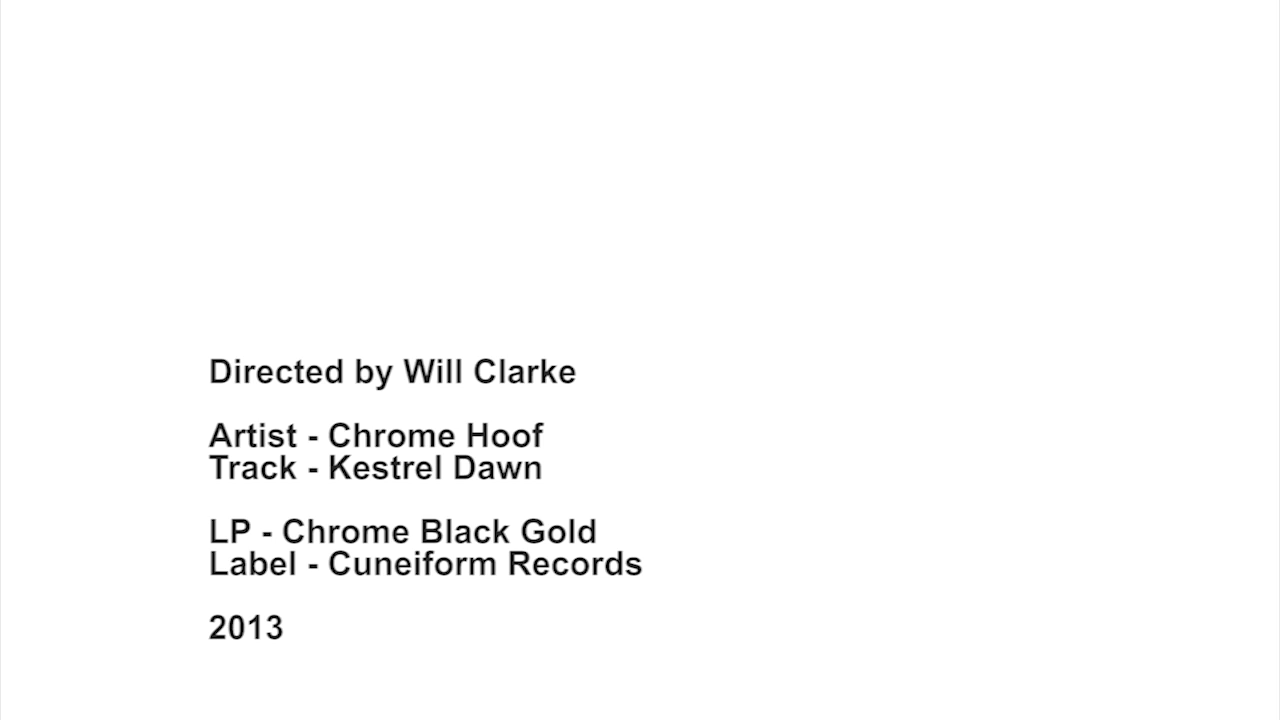 Directed by Will Clarke
Artist - Chrome Hoof
Track - Kestrel Dawn
LP - Chrome Black Gold
Label - Cuneiform Records
2013